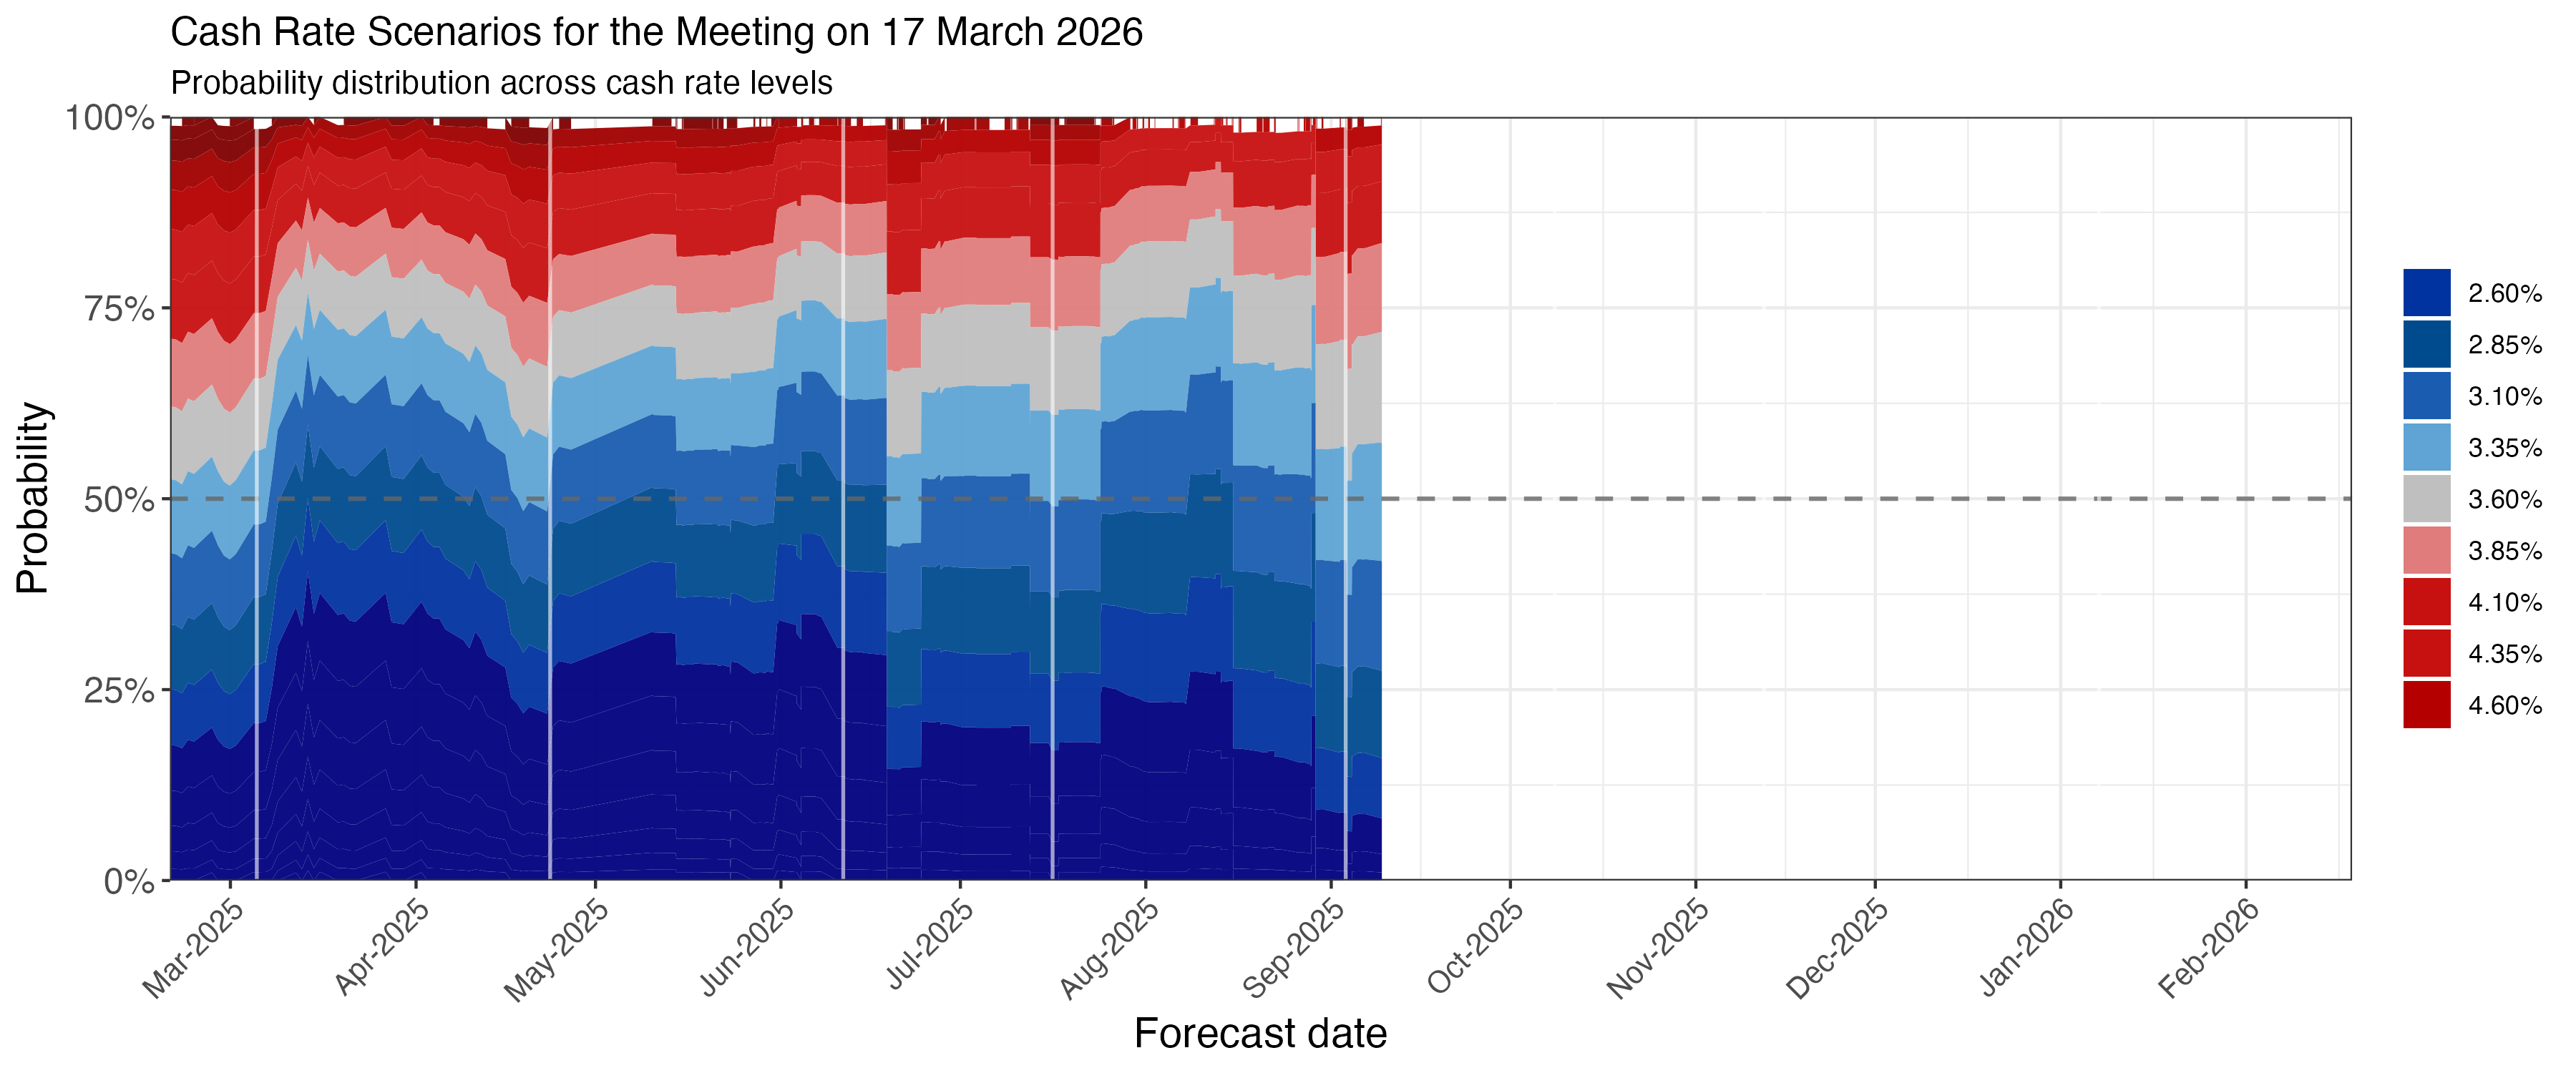 Cash Rate Scenarios for the Meeting on 17 March 2026
Probability distribution across cash rate levels
100%
75%
50%
25%
0%
Probability
Mar-2025
Apr-2025
May-2025
Jun-2025
Jul-2025
Aug-2025
Sep-2025
Oct-2025
Nov-2025
Dec-2025
Jan-2026
Feb-2026
Forecast date
2.60%
2.85%
3.10%
3.35%
3.60%
3.85%
4.10%
4.35%
4.60%